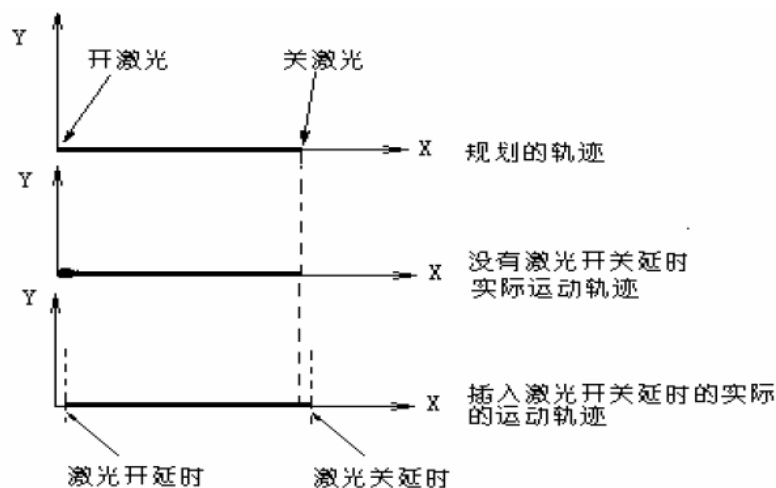 Y
开激光
关激光
X
规划的轨迹
Y
X
没有激光开关延时
实际运动轨迹
Y
X
插入激光开关延时的实际
的运动轨迹
激光开延时
激光关延时